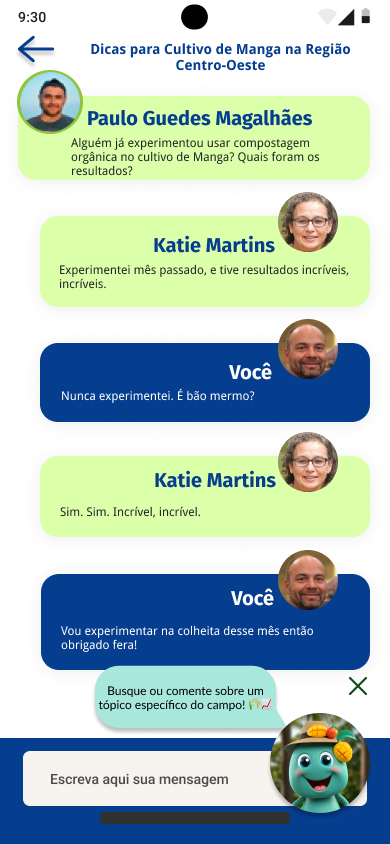 9:30
Dicas para Cultivo de Manga na Região
Centro-Oeste
Paulo Guedes Magalhães
Alguém já experimentou usar compostagem
orgânica no cultivo de Manga? Quais foram os
resultados?
Katie Martins
Experimentei mês passado, e tive resultados incríveis,
incríveis.
Você
Nunca experimentei. É bão mermo?
Katie Martins
Sim. Sim. Incrível, incrível.
Você
Vou experimentar na colheita desse mês então
obrigado fera!
Busque ou comente sobre um
tópico específico do campo! 🌾📈
Escreva aqui sua mensagem